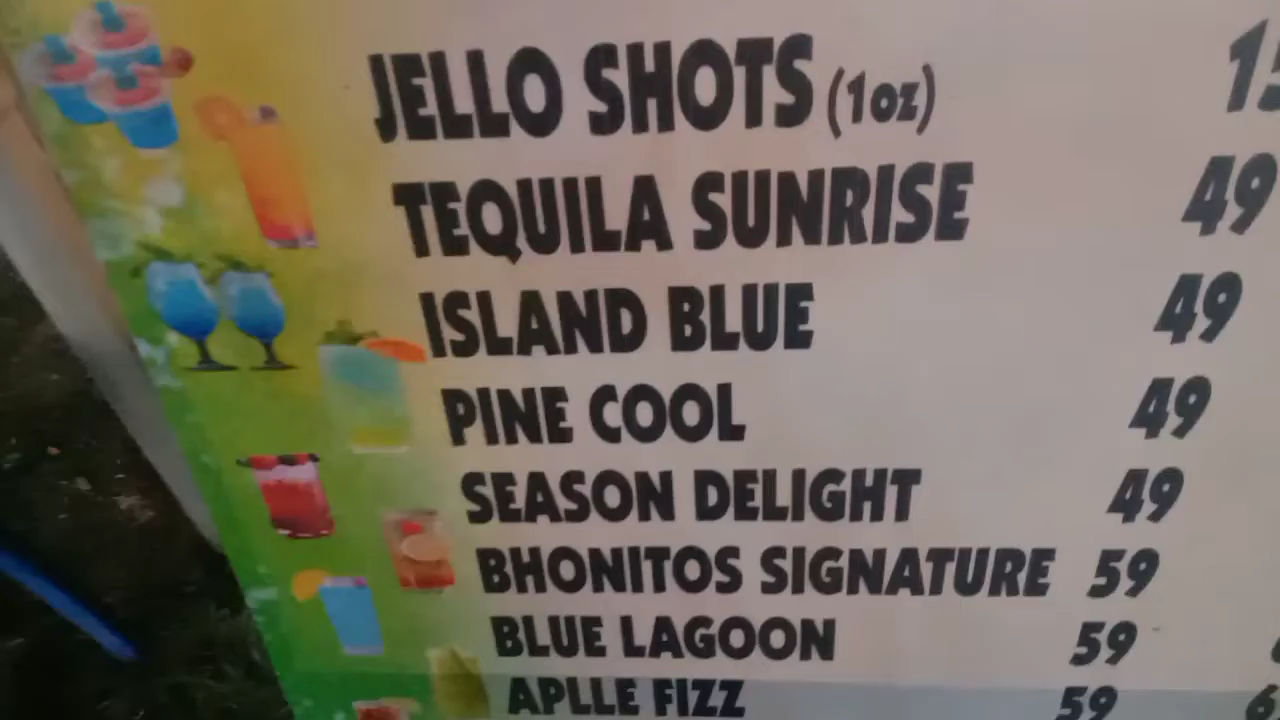 JELLO SHOTS (1oz)
TEQUILA SUNRISE 49
ISLAND BLUE 49
PINE COOL 49
SEASON DELIGHT 49
BHONITOS SIGNATURE 59
BLUE LAGOON 59
APLLE FIZZ 59